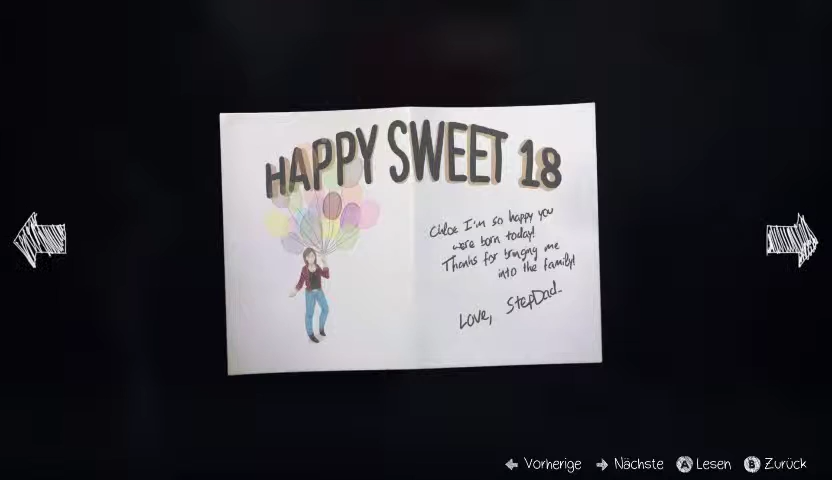 HAPPY SWEET 18
Chloe I'm so happy you
were born today!
Thanks for bringing me
into the family!
Love, StepDad
Vorherige Nächste A Lesen B Zurück